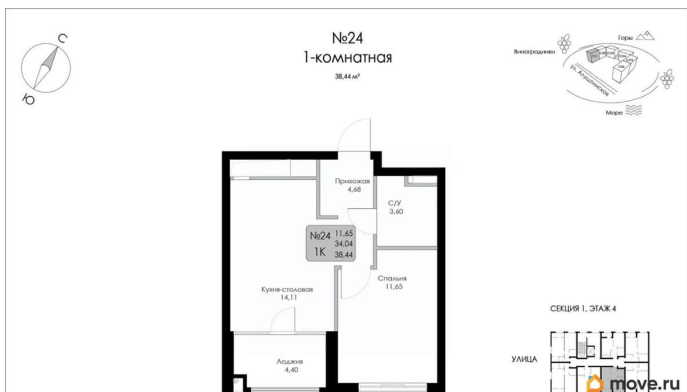 №24
1-комнатная
38,44 м²
С
Ю
Горы
Виноградники
ул. Алуштинская
Море
Прихожая
4,68
С/У
3,60
№24 11,65
34,04
1К 38,44
Спальня
11,65
Кухня-столовая
14,11
Лоджия
4,40
СЕКЦИЯ 1, ЭТАЖ 4
УЛИЦА
move.ru